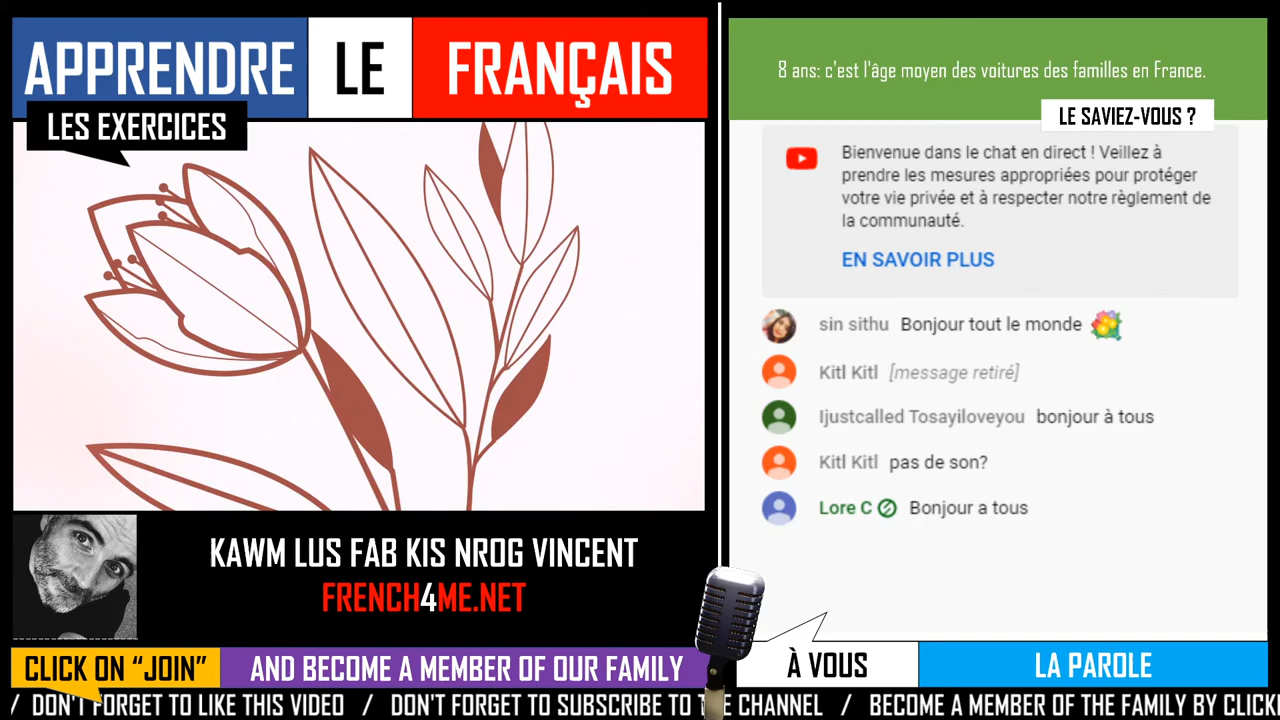 APPRENDRE LE FRANÇAIS
LES EXERCICES
8 ans: c'est l'âge moyen des voitures des familles en France.
LE SAVIEZ-VOUS ?
Bienvenue dans le chat en direct ! Veillez à
prendre les mesures appropriées pour protéger
votre vie privée et à respecter notre règlement de
la communauté.
EN SAVOIR PLUS
sin sithu Bonjour tout le monde
Kitl Kitl [message retiré]
Ijustcalled Tosayiloveyou bonjour à tous
Kitl Kitl pas de son?
Lore C Bonjour a tous
KAWM LUS FAB KIS NROG VINCENT
FRENCH4ME.NET
CLICK ON “JOIN” AND BECOME A MEMBER OF OUR FAMILY
À VOUS LA PAROLE
/ DON'T FORGET TO LIKE THIS VIDEO / DON'T FORGET TO SUBSCRIBE TO CHANNEL / BECOME A MEMBER OF THE FAMILY BY CLICK